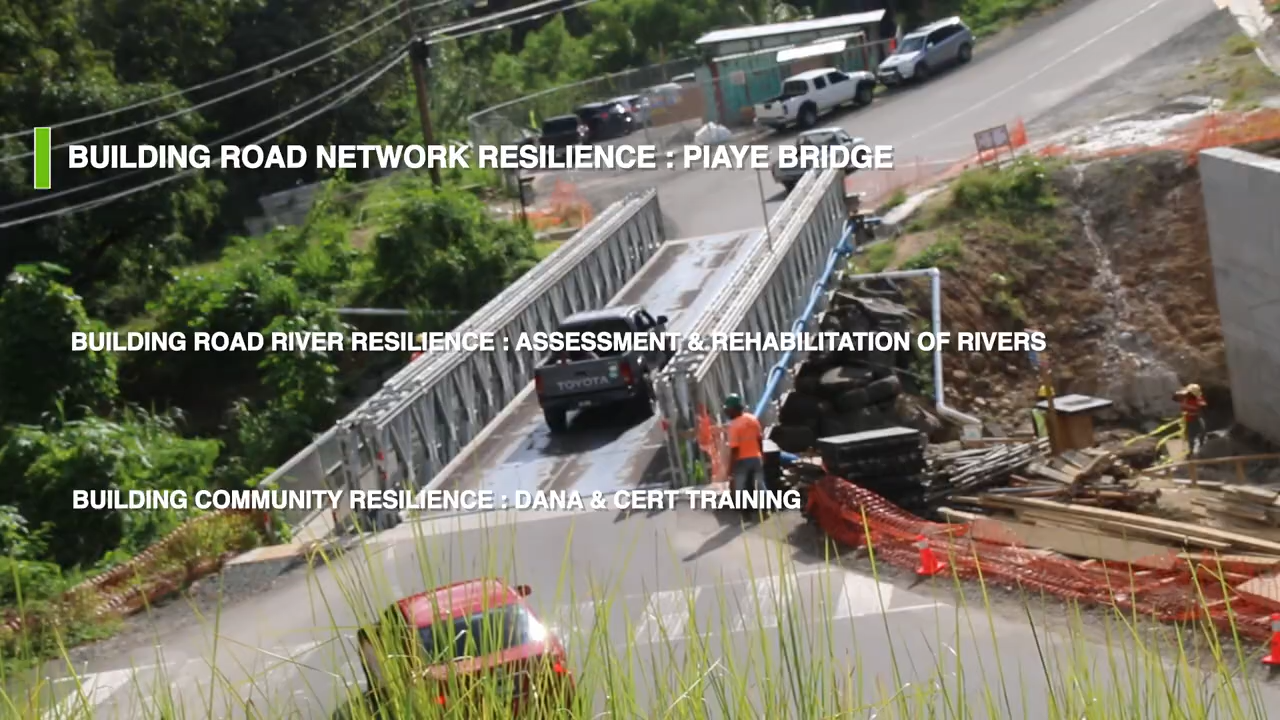 BUILDING ROAD NETWORK RESILIENCE : PIAYE BRIDGE
BUILDING ROAD RIVER RESILIENCE : ASSESSMENT & REHABILITATION OF RIVERS
TOYOTA
BUILDING COMMUNITY RESILIENCE : DANA & CERT TRAINING